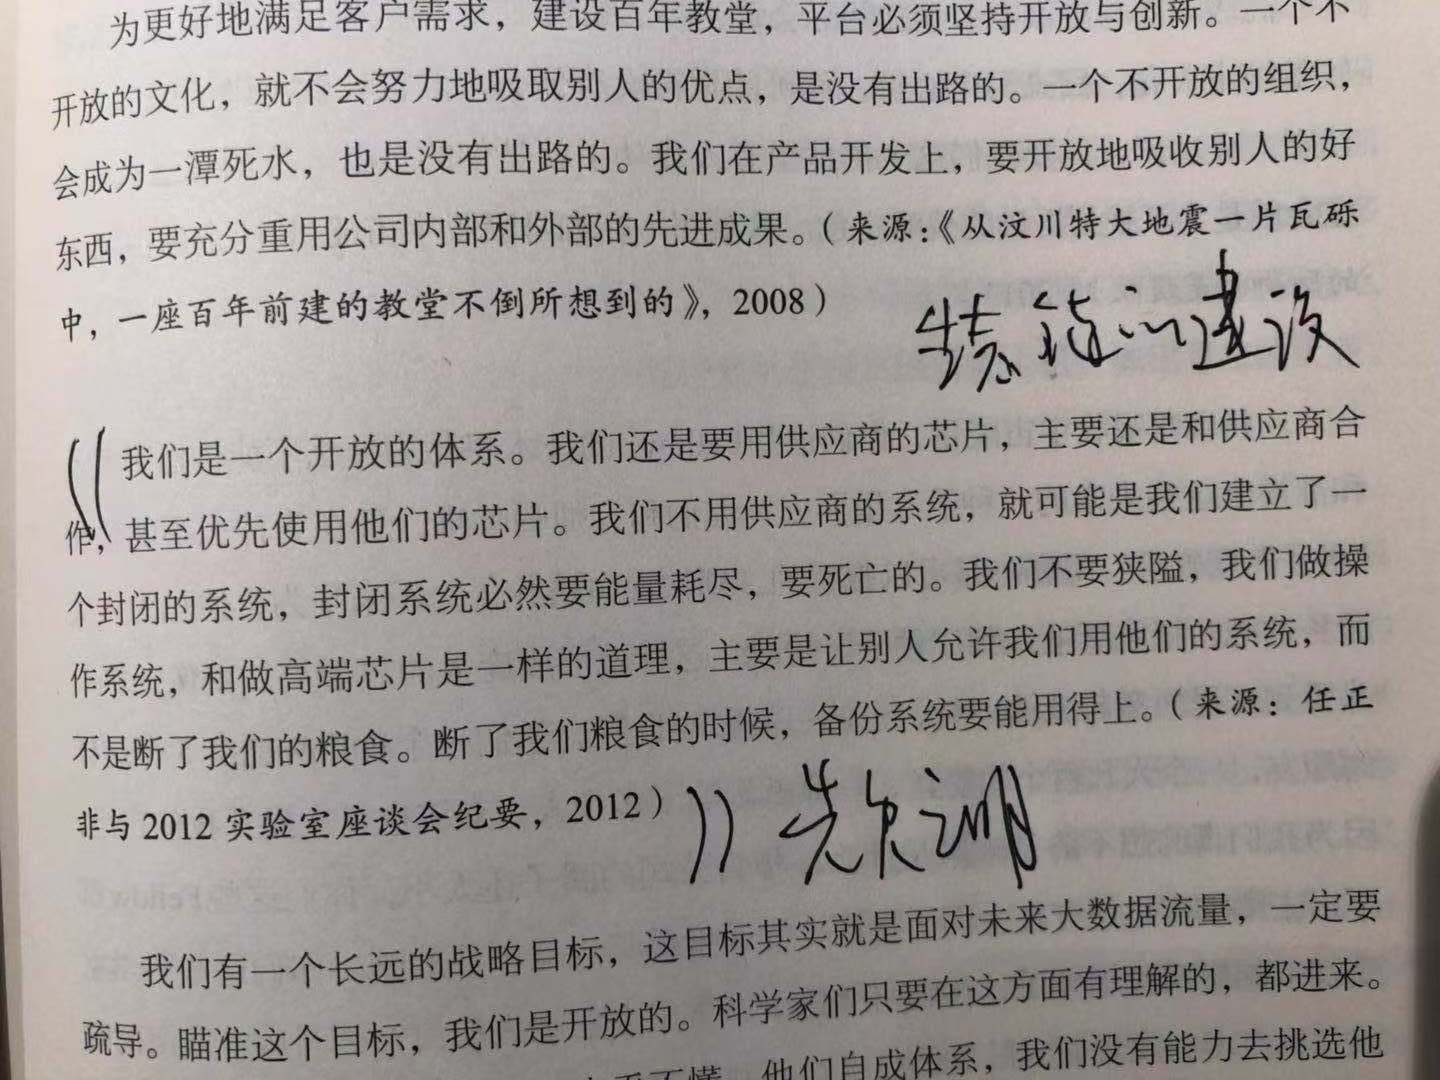 为更好地满足客户需求，建设百年教堂，平台必须坚持开放与创新。一个不
开放的文化，就不会努力地吸取别人的优点，是没有出路的。一个不开放的组织，
会成为一潭死水，也是没有出路的。我们在产品开发上，要开放地吸收别人的好
东西，要充分重用公司内部和外部的先进成果。（来源：《从汶川特大地震一片瓦砾
中，一座百年前建的教堂不倒所想到的》，2008）
建设
我们是一个开放的体系。我们还是要用供应商的芯片，主要还是和供应商合
作，甚至优先使用他们的芯片。我们不用供应商的系统，就可能是我们建立了一
个封闭的系统，封闭系统必然要能量耗尽，要死亡的。我们不要狭隘，我们做操
作系统，和做高端芯片是一样的道理，主要是让别人允许我们用他们的系统，而
不是断了我们的粮食。断了我们粮食的时候，备份系统要能用得上。（来源：任正
非与2012实验室座谈会纪要，2012）
先见之明
我们有一个长远的战略目标，这目标其实就是面对未来大数据流量，一定要
疏导。瞄准这个目标，我们是开放的。科学家们只要在这方面有理解的，都进来。
他们自成体系，我们没有能力去挑选他